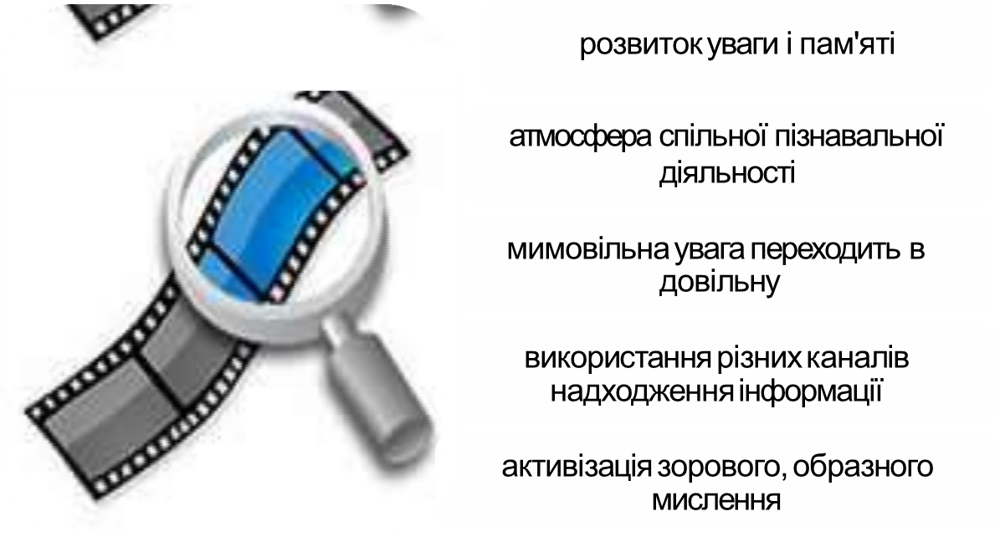 розвиток уваги і пам'яті
атмосфера спільної пізнавальної
діяльності
мимовільна увага переходить в
довільну
використання різних каналів
надходження інформації
активізація зорового, образного
мислення